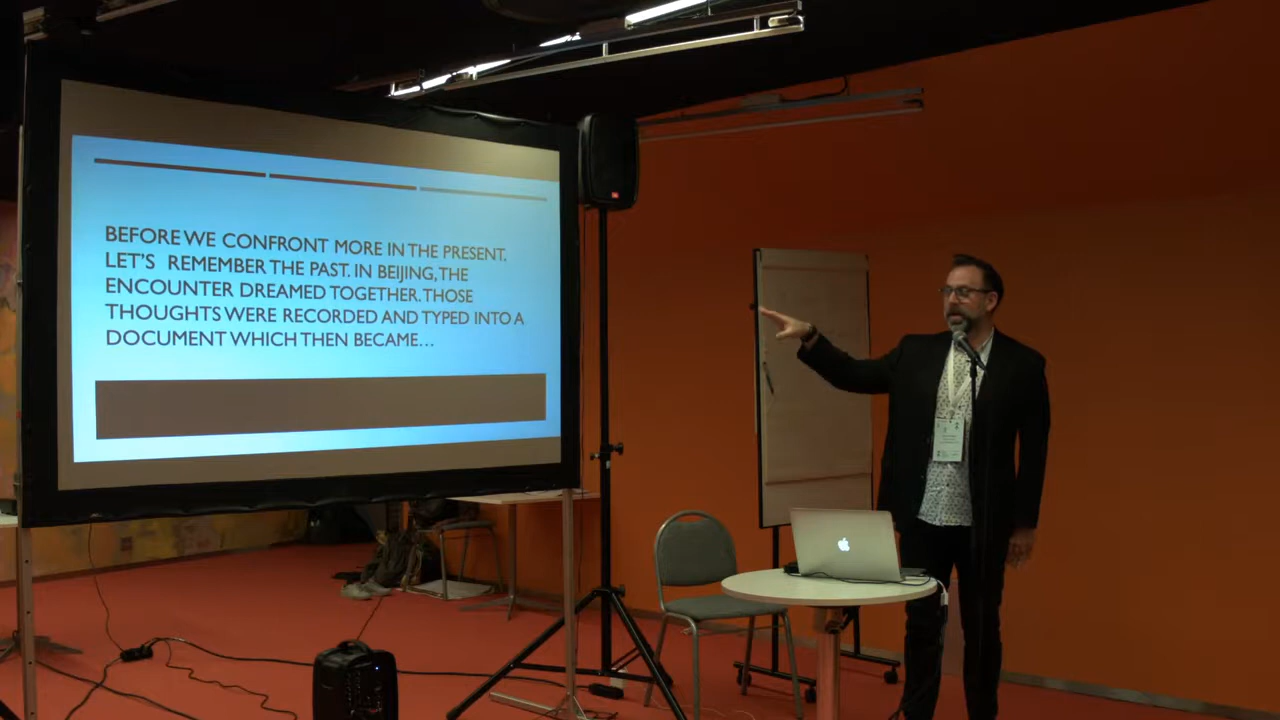 BEFORE WE CONFRONT MORE IN THE PRESENT.
LET'S REMEMBER THE PAST. IN BEIJING, THE
ENCOUNTER DREAMED TOGETHER. THOSE
THOUGHTS WERE RECORDED AND TYPED INTO A
DOCUMENT WHICH THEN BECAME...